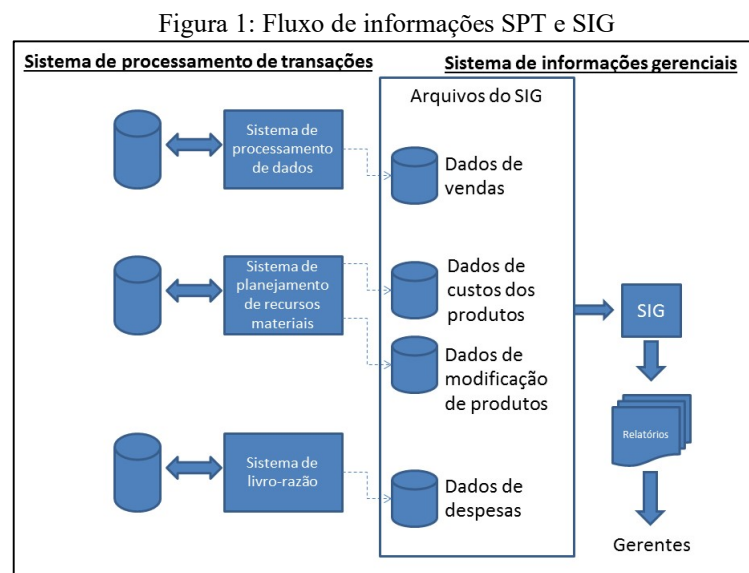 Figura 1: Fluxo de informações SPT e SIG
Sistema de processamento de transações
Sistema de informações gerenciais
Arquivos do SIG
Sistema de
processamento
de dados
Dados de
vendas
Sistema de
planejamento
de recursos
materiais
Dados de
custos dos
produtos
Dados de
modificação
de produtos
Sistema de
livro-razão
Dados de
despesas
SIG
Relatórios
Gerentes